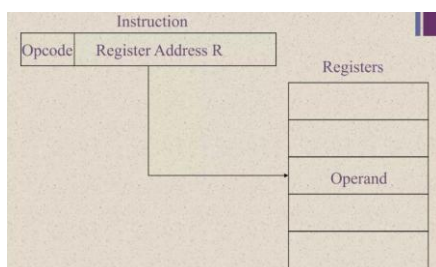 Instruction
Opcode Register Address R
Registers
Operand